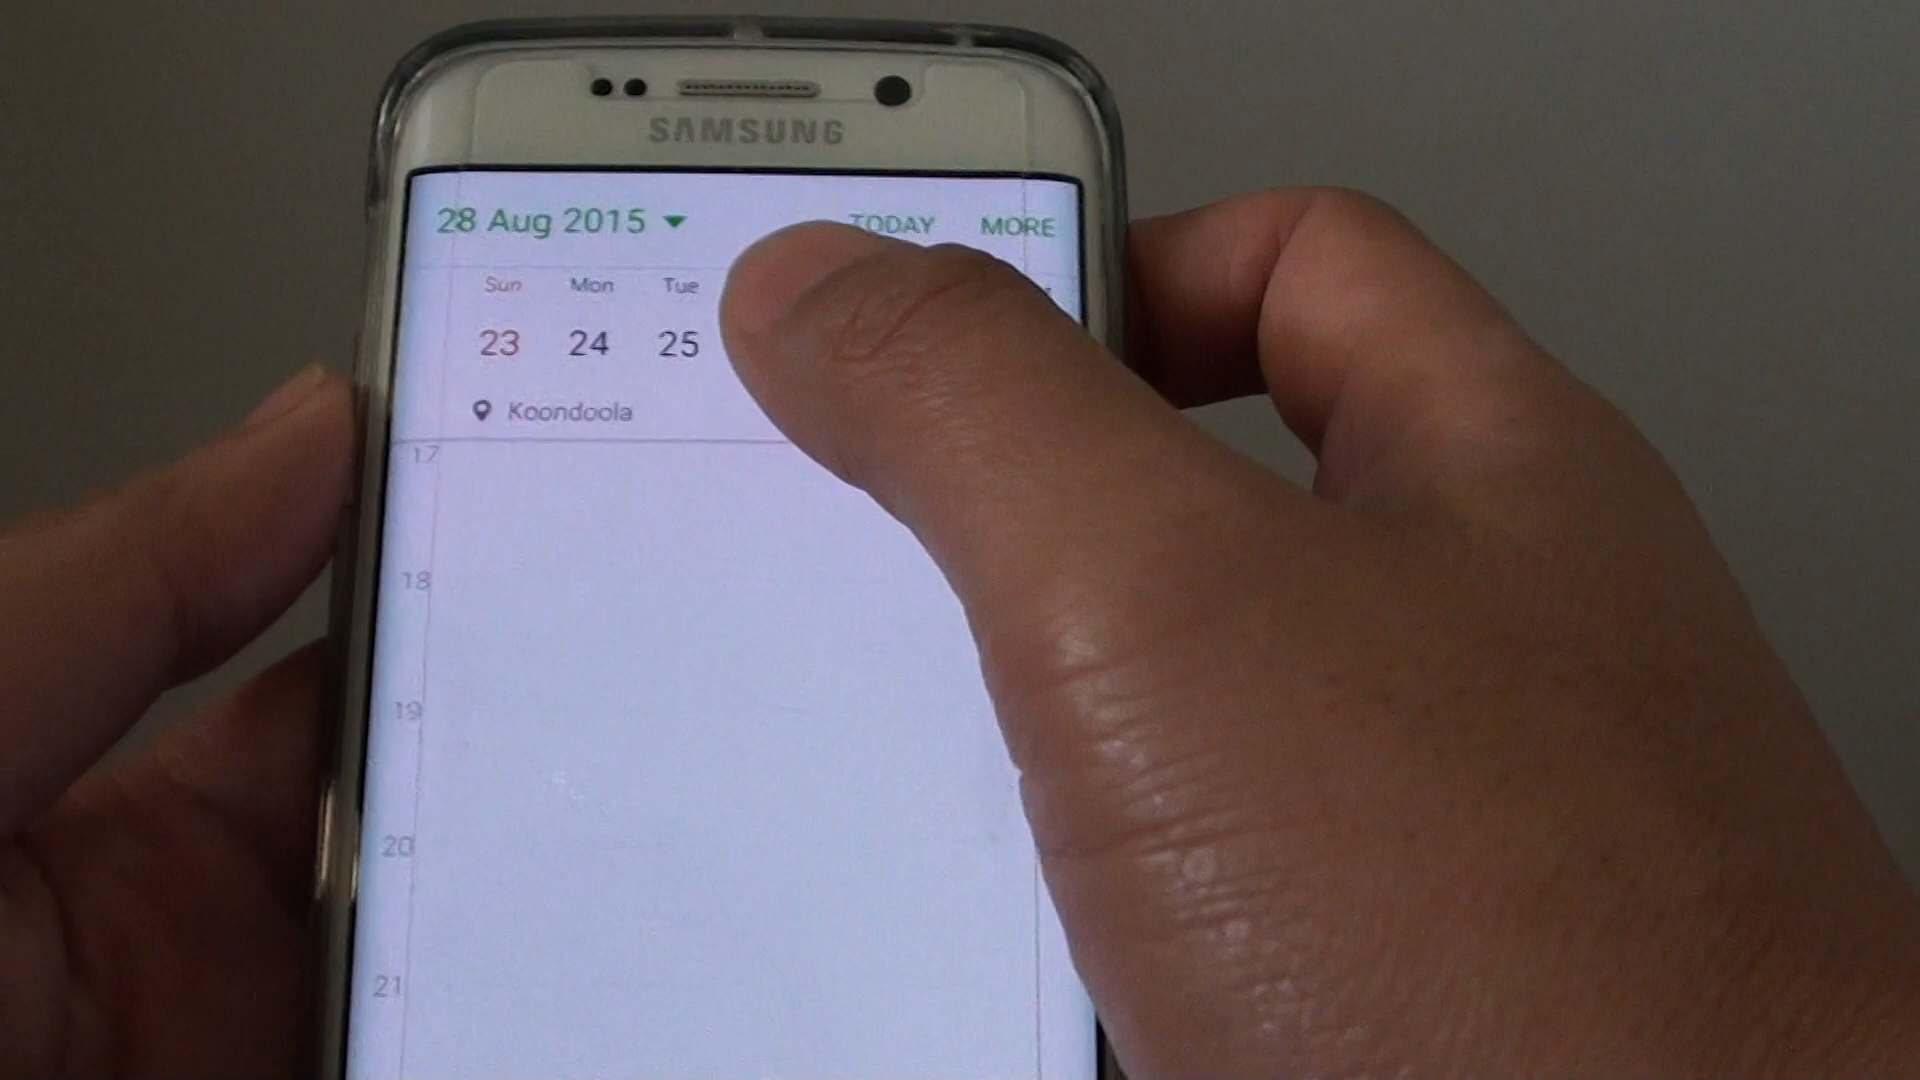 SAMSUNG
28 Aug 2015 TODAY MORE
Sun Mon Tue
23 24 25
Koondoola
17
18
19
20
21